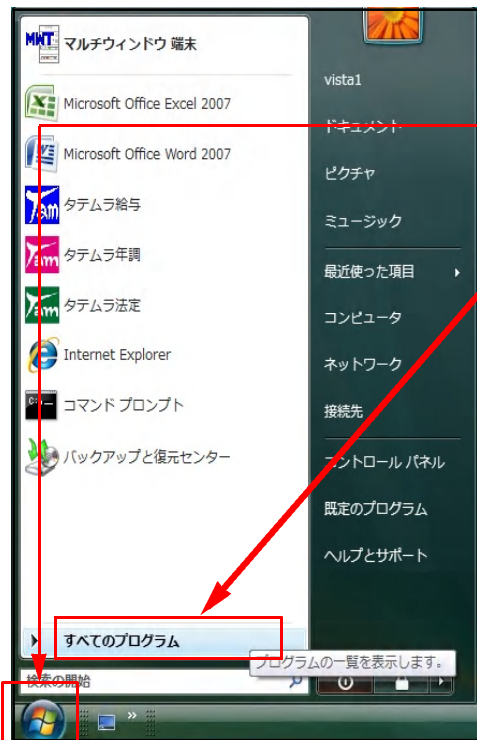 MWT マルチウィンドウ 端末
Microsoft Office Excel 2007
Microsoft Office Word 2007
Tam タテムラ給与
Tam タテムラ年調
Tam タテムラ法定
Internet Explorer
C:\_ コマンド プロンプト
バックアップと復元センター
すべてのプログラム
検索の開始
vista1
ドキュメント
ピクチャ
ミュージック
最近使った項目
コンピュータ
ネットワーク
接続先
コントロール パネル
既定のプログラム
ヘルプとサポート
プログラムの一覧を表示します。